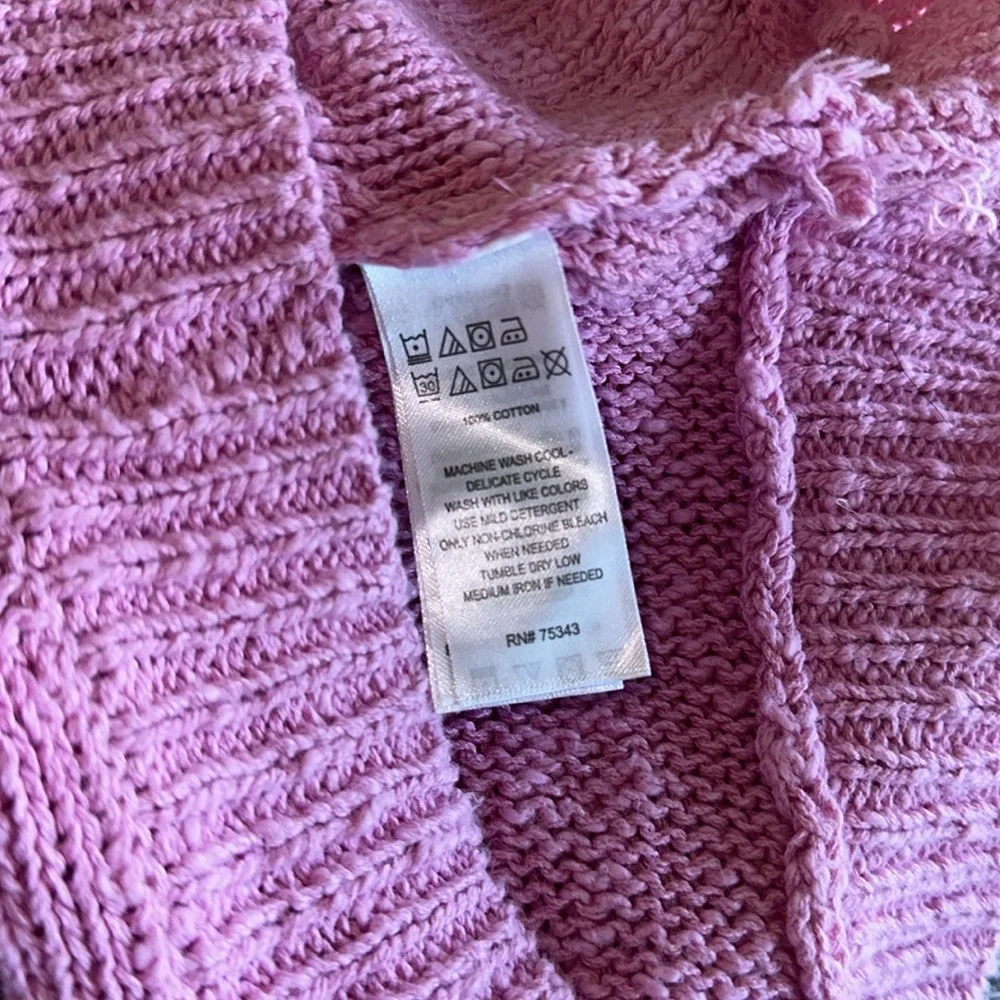 30
100% COTTON
MACHINE WASH COOL -
DELICATE CYCLE
WASH WITH LIKE COLORS
USE MILD DETERGENT
ONLY NON-CHLORINE BLEACH
WHEN NEEDED
TUMBLE DRY LOW
MEDIUM IRON IF NEEDED
RN# 75343